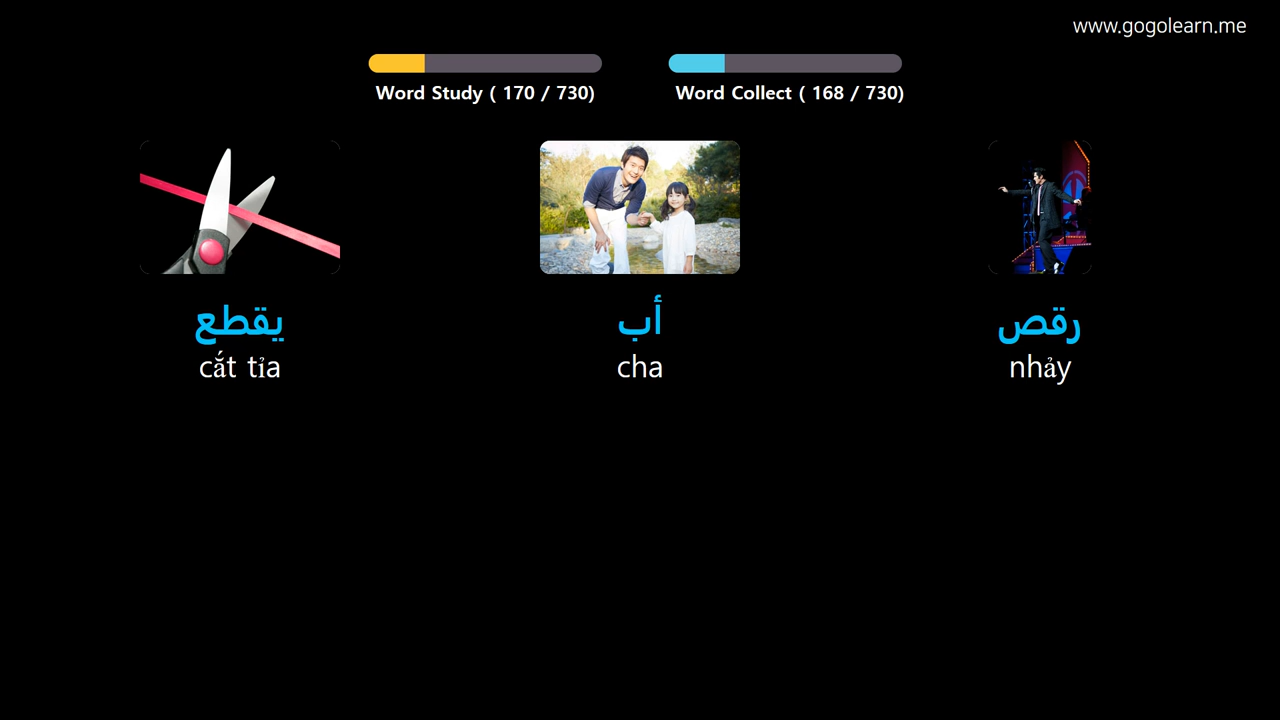 www.gogolearn.me
Word Study ( 170 / 730)
Word Collect ( 168 / 730)
يقطع
cắt tỉa
أب
cha
رقص
nhảy